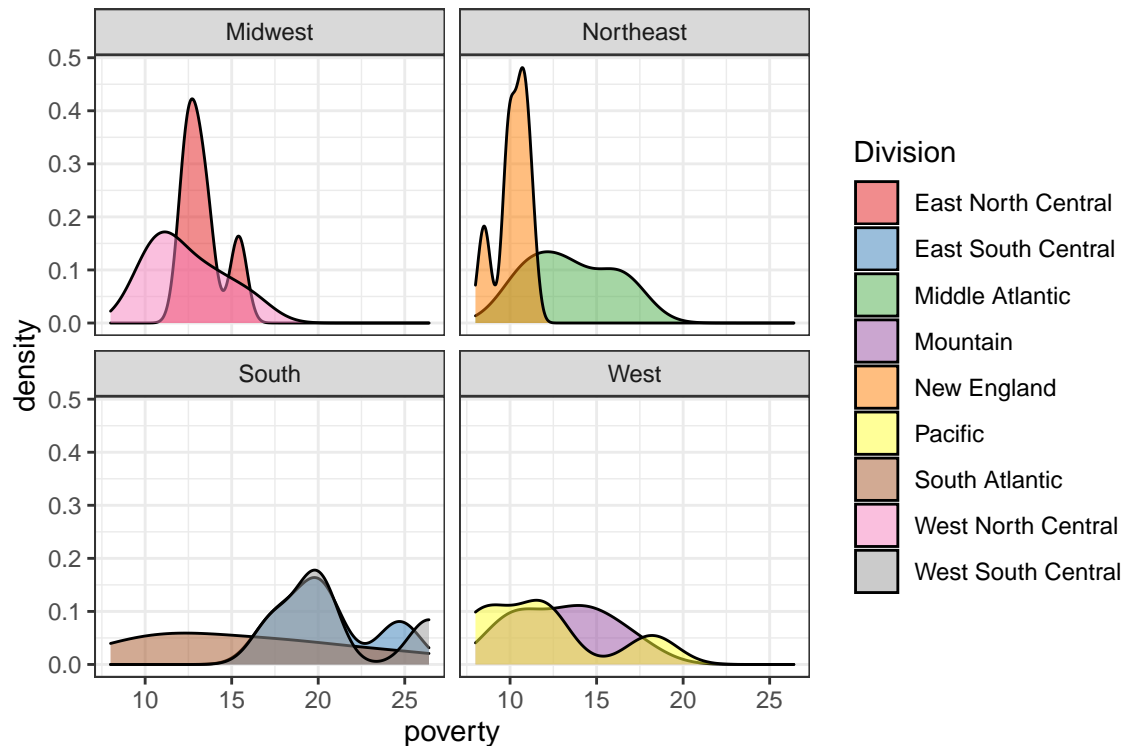 Midwest
Northeast
0.5
0.4
0.3
0.2
0.1
0.0
South
West
0.5
0.4
0.3
0.2
0.1
0.0
10 15 20 25
10 15 20 25
poverty
density
Division
East North Central
East South Central
Middle Atlantic
Mountain
New England
Pacific
South Atlantic
West North Central
West South Central